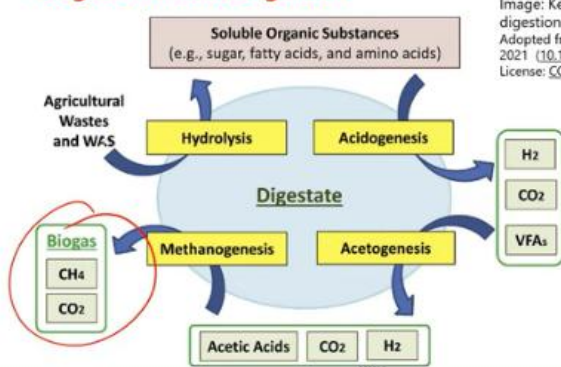 Image: Ke
digestion
Adopted fr
2021 (10.1
License: CC
Soluble Organic Substances
(e.g., sugar, fatty acids, and amino acids)
Agricultural
Wastes
and WAS
Hydrolysis
Acidogenesis
H2
CO2
VFAs
Digestate
Biogas
CH4
CO2
Methanogenesis
Acetogenesis
Acetic Acids
CO2
H2